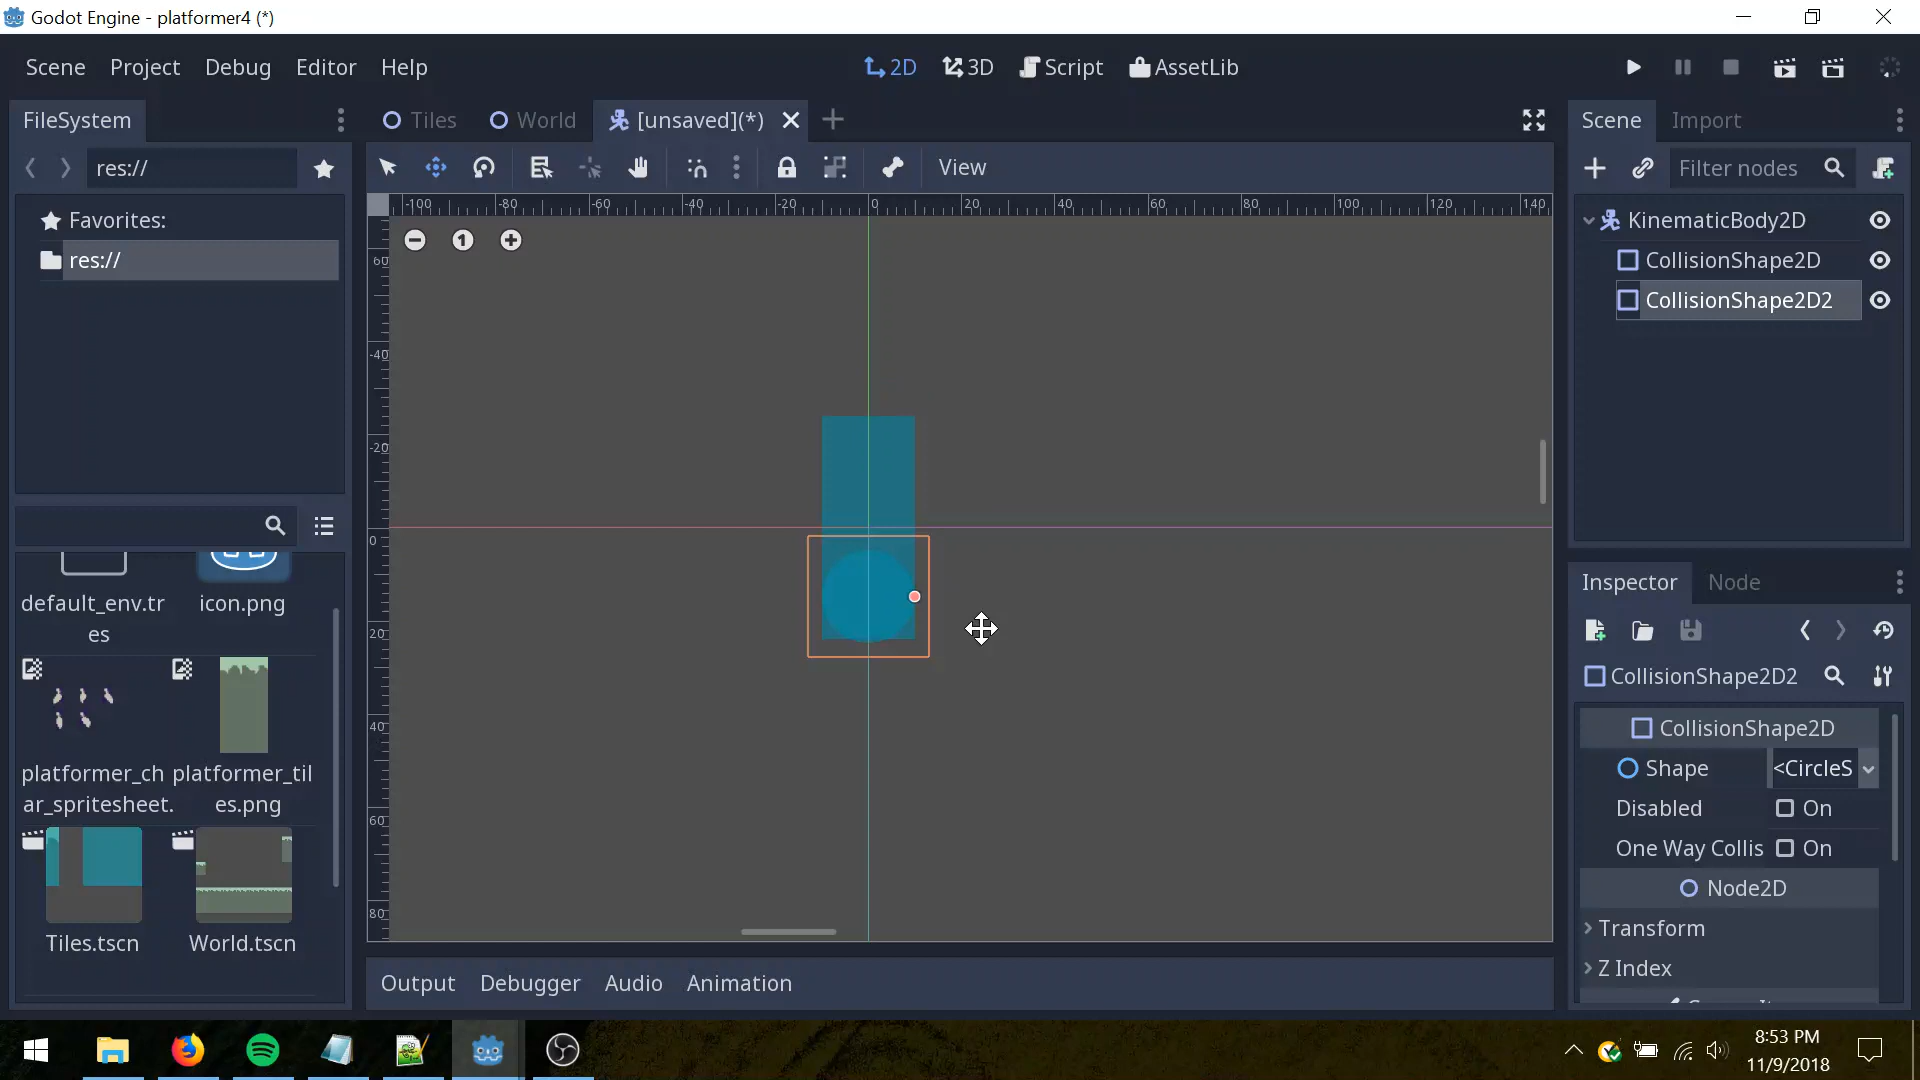 Godot Engine - platformer4 (*)
Scene Project Debug Editor Help
2D 3D Script AssetLib
FileSystem
Tiles World [unsaved](*)
Scene Import
res://
View
Filter nodes
Favorites:
res://
-100 -80 -60 -40 -20 0 20 40 60 80 100 120 140
1
60
-40
-20
0
20
40
60
80
KinematicBody2D
CollisionShape2D
CollisionShape2D2
default_env.tr
es
icon.png
platformer_ch
ar_spritesheet.
platformer_til
es.png
Tiles.tscn
World.tscn
Inspector Node
CollisionShape2D2
CollisionShape2D
Shape <CircleS
Disabled On
One Way Collis On
Node2D
Transform
Z Index
Output Debugger Audio Animation
8:53 PM
11/9/2018